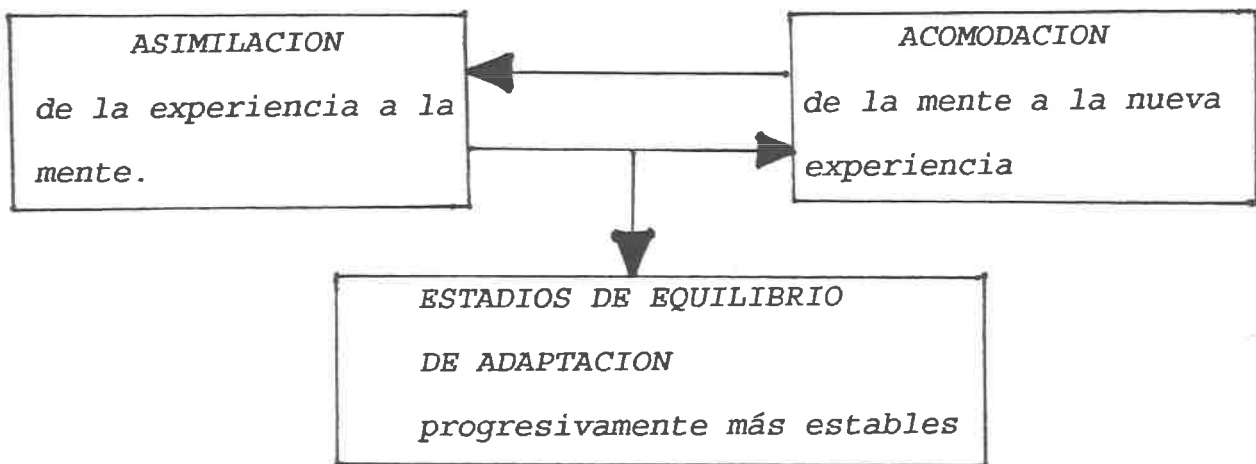 ASIMILACION
de la experiencia a la
mente.
ACOMODACION
de la mente a la nueva
experiencia
ESTADIOS DE EQUILIBRIO
DE ADAPTACION
progresivamente más estables